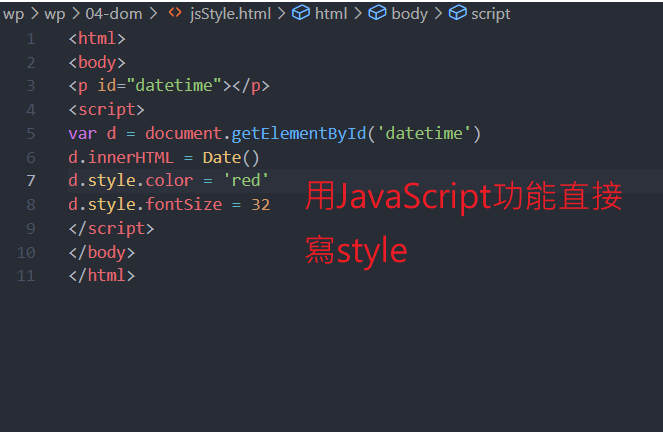 wp > wp > 04-dom > <> jsStyle.html > html > body > script
1 <html>
2 <body>
3 <p id="datetime"></p>
4 <script>
5 var d = document.getElementById('datetime')
6 d.innerHTML = Date()
7 d.style.color = 'red'
8 d.style.fontSize = 32
9 </script>
10 </body>
11 </html>
用JavaScript功能直接
寫style